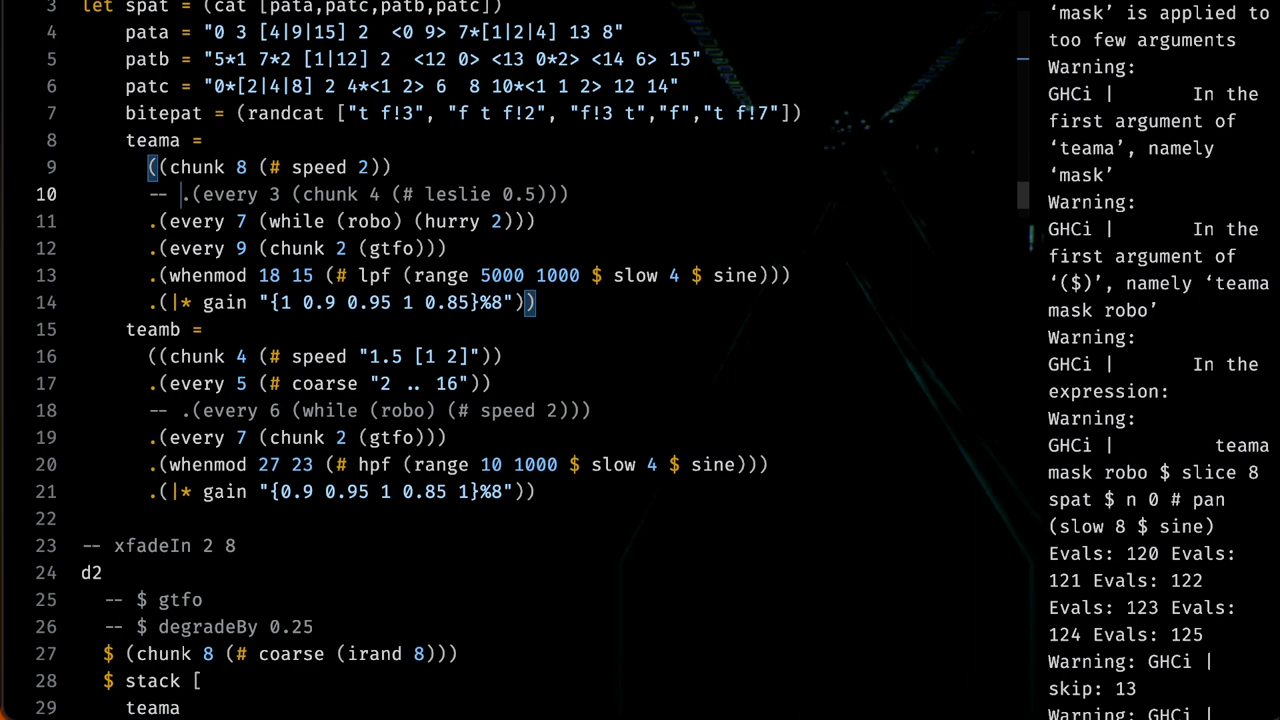 3 let spat = (cat [pata,patc,patb,patc])
4 pata = "0 3 [4|9|15] 2  <0 9> 7*[1|2|4] 13 8"
5 patb = "5*1 7*2 [1|12] 2  <12 0> <13 0*2> <14 6> 15"
6 patc = "0*[2|4|8] 2 4*<1 2> 6  8 10*<1 1 2> 12 14"
7 bitepat = (randcat ["t f!3", "f t f!2", "f!3 t","f","t f!7"])
8 teama =
9 ((chunk 8 (# speed 2))
10 -- .(every 3 (chunk 4 (# leslie 0.5)))
11 .(every 7 (while (robo) (hurry 2)))
12 .(every 9 (chunk 2 (gtfo)))
13 .(whenmod 18 15 (# lpf (range 5000 1000 $ slow 4 $ sine)))
14 .(|* gain "{1 0.9 0.95 1 0.85}%8"))
15 teamb =
16 ((chunk 4 (# speed "1.5 [1 2]"))
17 .(every 5 (# coarse "2 .. 16"))
18 -- .(every 6 (while (robo) (# speed 2)))
19 .(every 7 (chunk 2 (gtfo)))
20 .(whenmod 27 23 (# hpf (range 10 1000 $ slow 4 $ sine)))
21 .(|* gain "{0.9 0.95 1 0.85 1}%8"))
22
23 -- xfadeIn 2 8
24 d2
25 -- $ gtfo
26 -- $ degradeBy 0.25
27 $ (chunk 8 (# coarse (irand 8)))
28 $ stack [
29 teama
‘mask’ is applied to
too few arguments
Warning:
GHCi |       In the
first argument of
‘teama’, namely
‘mask’
Warning:
GHCi |       In the
first argument of
‘($)’, namely ‘teama
mask robo’
Warning:
GHCi |       In the
expression:
Warning:
GHCi |         teama
mask robo $ slice 8
spat $ n 0 # pan
(slow 8 $ sine)
Evals: 120 Evals:
121 Evals: 122
Evals: 123 Evals:
124 Evals: 125
Warning: GHCi |
skip: 13
Warning: GHCi |